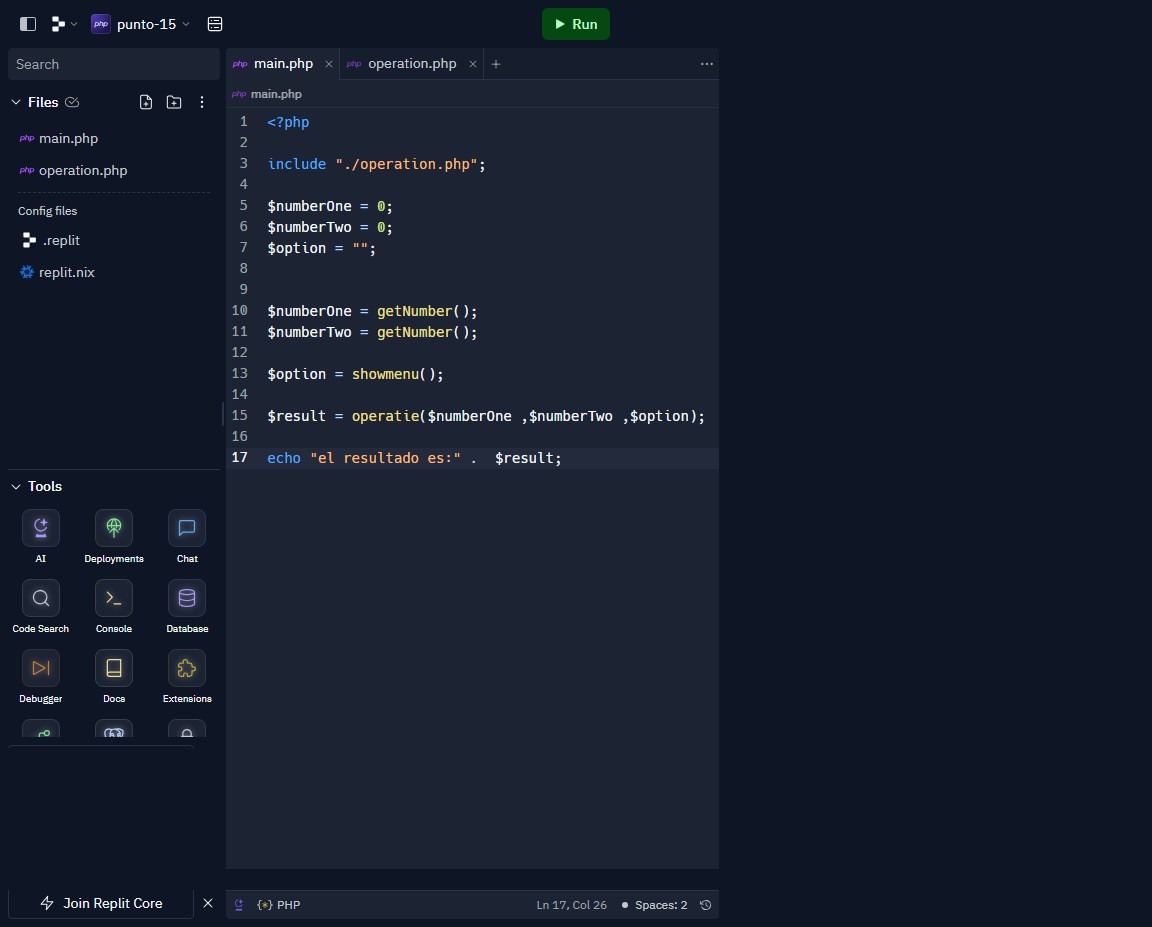 php punto-15
Run
Search
Files
php main.php
php operation.php
Config files
.replit
replit.nix
Tools
AI Deployments Chat
Code Search Console Database
Debugger Docs Extensions
Join Replit Core
php main.php php operation.php
php main.php
1 <?php
2
3 include "./operation.php";
4
5 $numberOne = 0;
6 $numberTwo = 0;
7 $option = "";
8
9
10 $numberOne = getNumber();
11 $numberTwo = getNumber();
12
13 $option = showmenu();
14
15 $result = operatie($numberOne ,$numberTwo ,$option);
16
17 echo "el resultado es:" .  $result;
{*} PHP Ln 17, Col 26 Spaces: 2